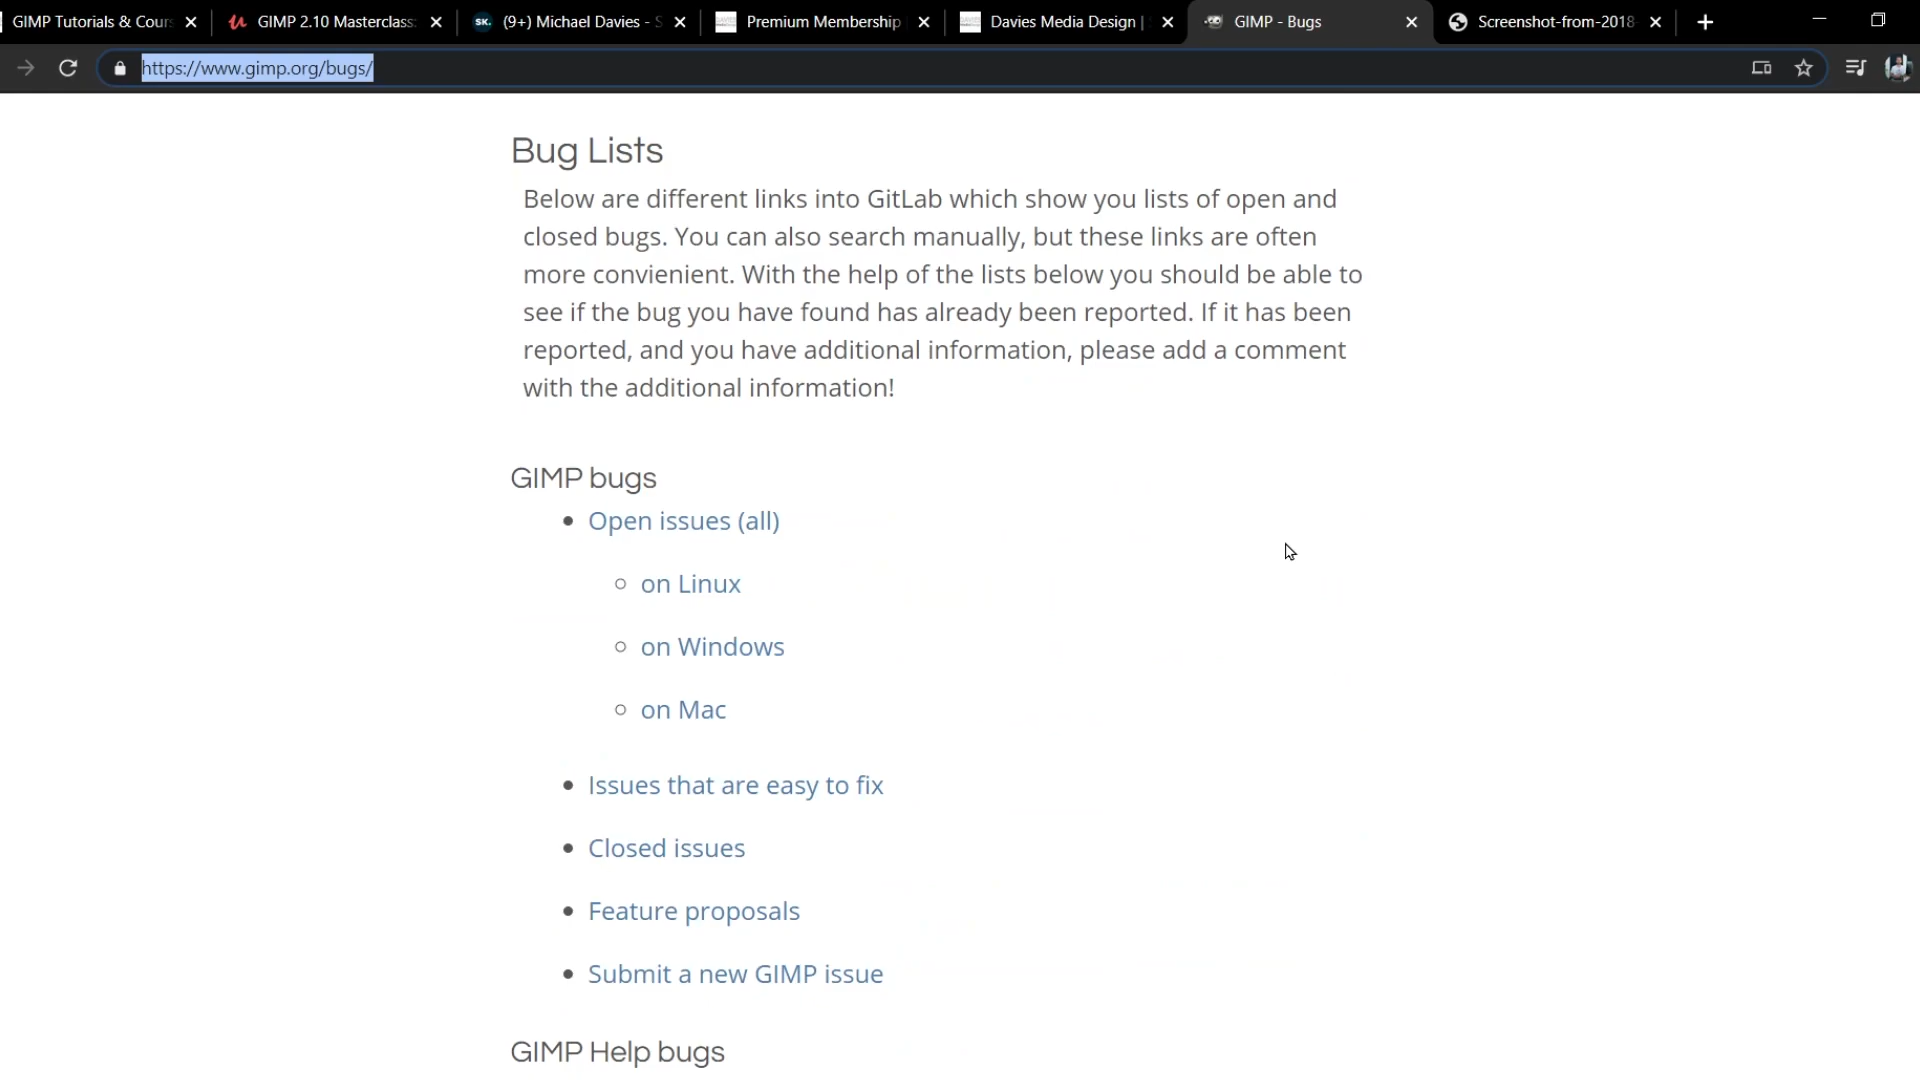 GIMP Tutorials & Cour
GIMP 2.10 Masterclass:
SK.
(9+) Michael Davies - S
Premium Membership
Davies Media Design |
GIMP - Bugs
Screenshot-from-2018
https://www.gimp.org/bugs/
Bug Lists
Below are different links into GitLab which show you lists of open and
closed bugs. You can also search manually, but these links are often
more convienient. With the help of the lists below you should be able to
see if the bug you have found has already been reported. If it has been
reported, and you have additional information, please add a comment
with the additional information!
GIMP bugs
Open issues (all)
on Linux
on Windows
on Mac
Issues that are easy to fix
Closed issues
Feature proposals
Submit a new GIMP issue
GIMP Help bugs